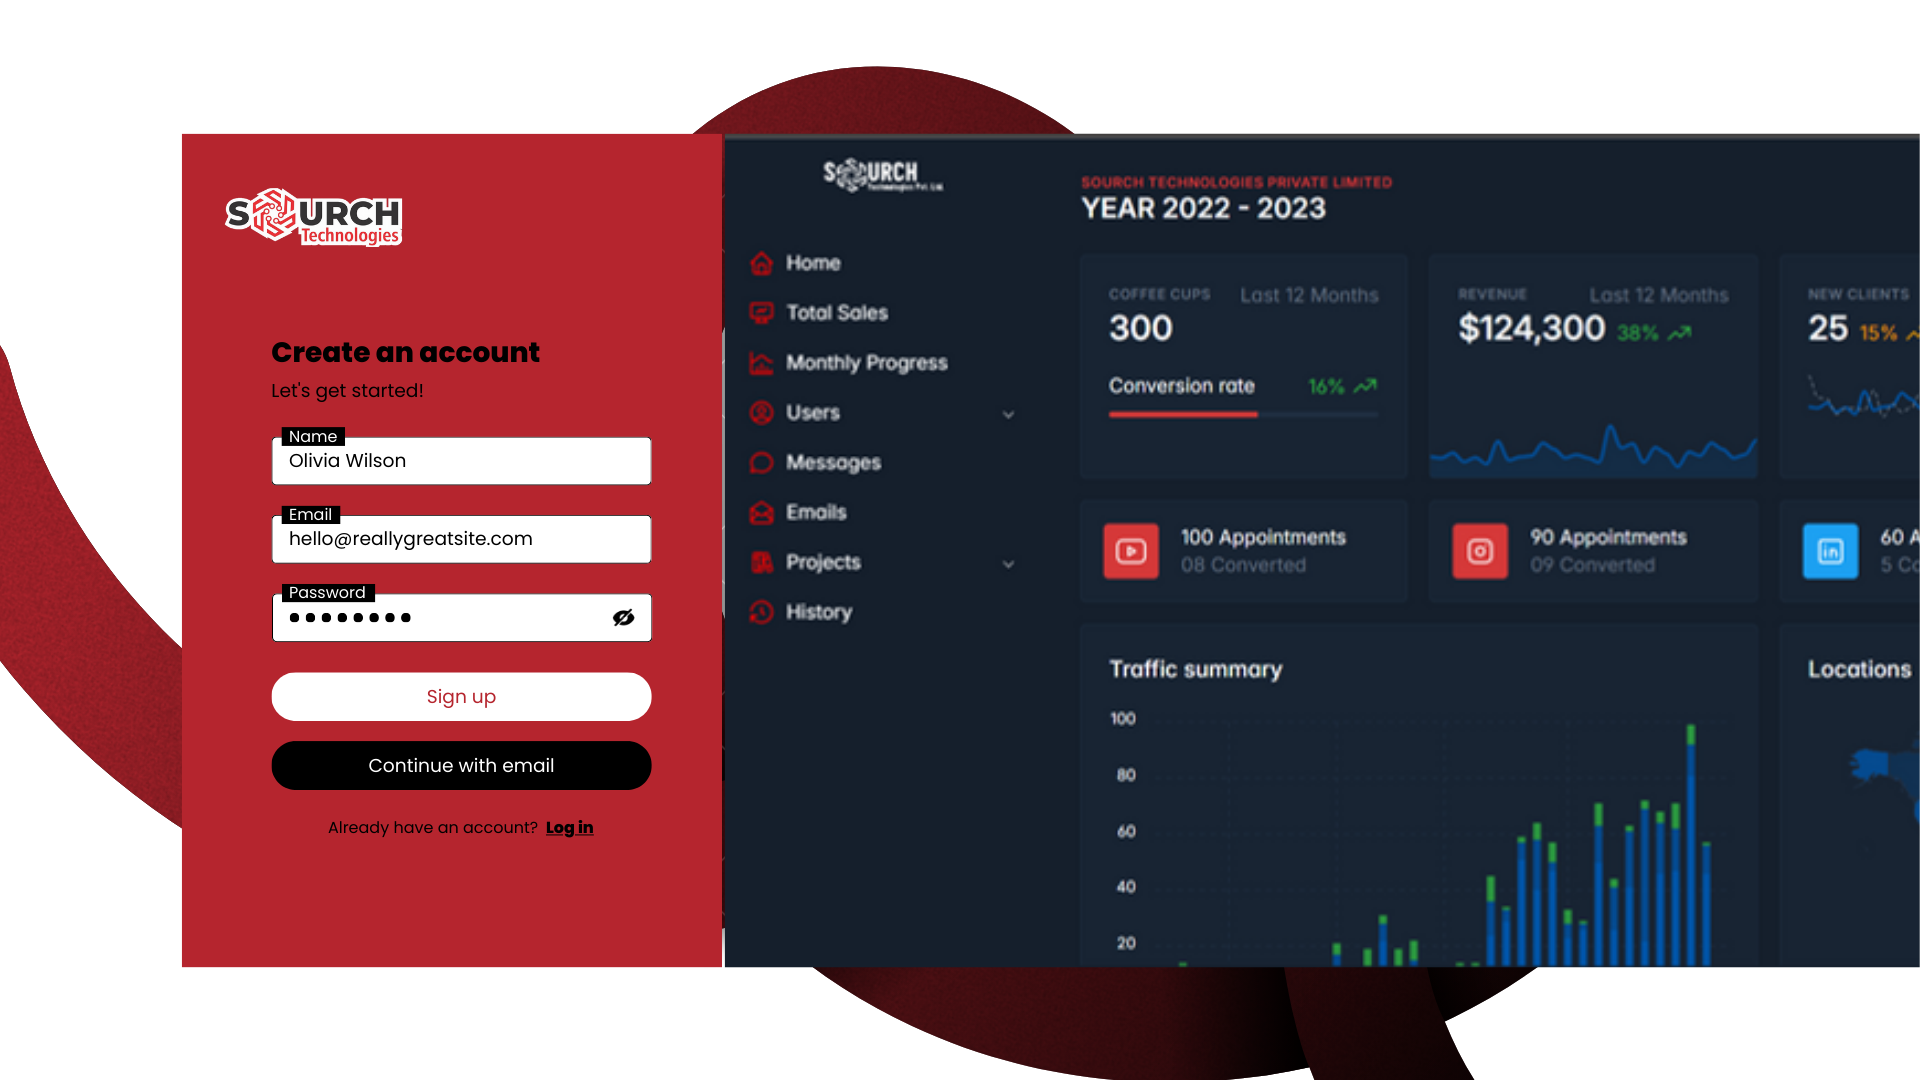 SOURCH
Technologies
Create an account
Let's get started!
Name
Olivia Wilson
Email
hello@reallygreatsite.com
Password
Sign up
Continue with email
Already have an account? Log in
SOURCH
Technologies Pvt. Ltd.
Home
Total Sales
Monthly Progress
Users
Messages
Emails
Projects
History
SOURCH TECHNOLOGIES PRIVATE LIMITED
YEAR 2022 - 2023
COFFEE CUPS Last 12 Months
300
Conversion rate 16%
REVENUE Last 12 Months
$124,300 38%
NEW CLIENTS
25 15%
100 Appointments
08 Converted
90 Appointments
09 Converted
in
60 A
5 Co
Traffic summary
100
80
60
40
20
Locations